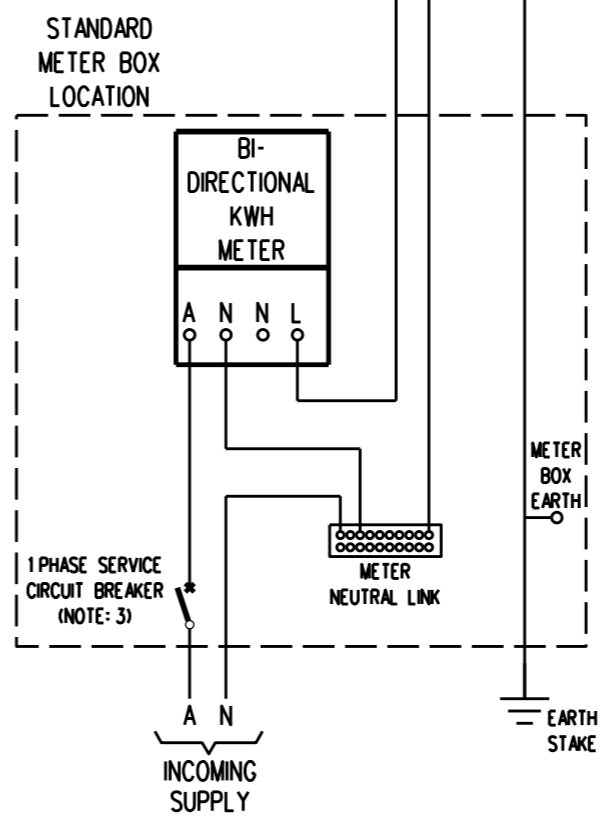 STANDARD
METER BOX
LOCATION
BI-
DIRECTIONAL
KWH
METER
A N N L
METER
BOX
EARTH
1 PHASE SERVICE
CIRCUIT BREAKER
(NOTE: 3)
METER
NEUTRAL LINK
A N
INCOMING
SUPPLY
EARTH
STAKE